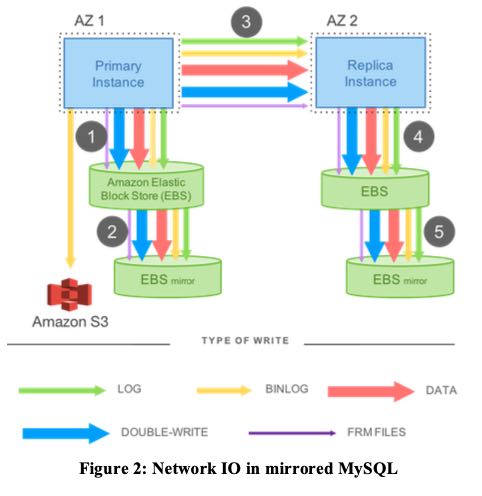 AZ 1
3
AZ 2
Primary
Instance
Replica
Instance
1
4
Amazon Elastic
Block Store (EBS)
EBS
2
5
EBS mirror
EBS mirror
Amazon S3
TYPE OF WRITE
LOG
BINLOG
DATA
DOUBLE-WRITE
FRM FILES
Figure 2: Network IO in mirrored MySQL